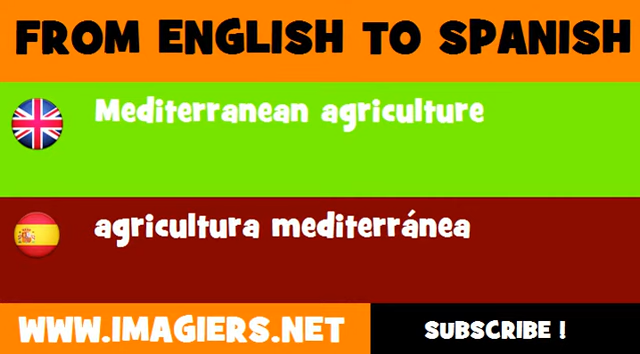 FROM ENGLISH TO SPANISH
Mediterranean agriculture
agricultura mediterránea
WWW.IMAGIERS.NET
SUBSCRIBE !